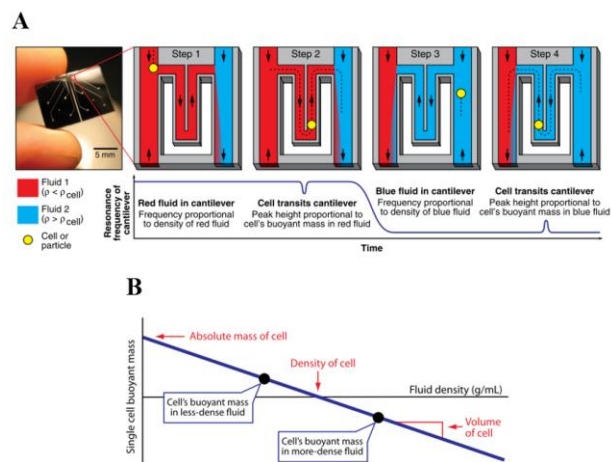 A
Step 1
Step 2
Step 3
Step 4
5 mm
Fluid 1
(ρ < ρcell)
Fluid 2
(ρ > ρcell)
Cell or
particle
Resonance
frequency of
cantilever
Red fluid in cantilever
Frequency proportional
to density of red fluid
Cell transits cantilever
Peak height proportional to
cell's buoyant mass in red fluid
Blue fluid in cantilever
Frequency proportional
to density of blue fluid
Cell transits cantilever
Peak height proportional to
cell's buoyant mass in blue fluid
Time
B
Single cell buoyant mass
Absolute mass of cell
Density of cell
Fluid density (g/mL)
Cell's buoyant mass
in less-dense fluid
Cell's buoyant mass
in more-dense fluid
Volume
of cell